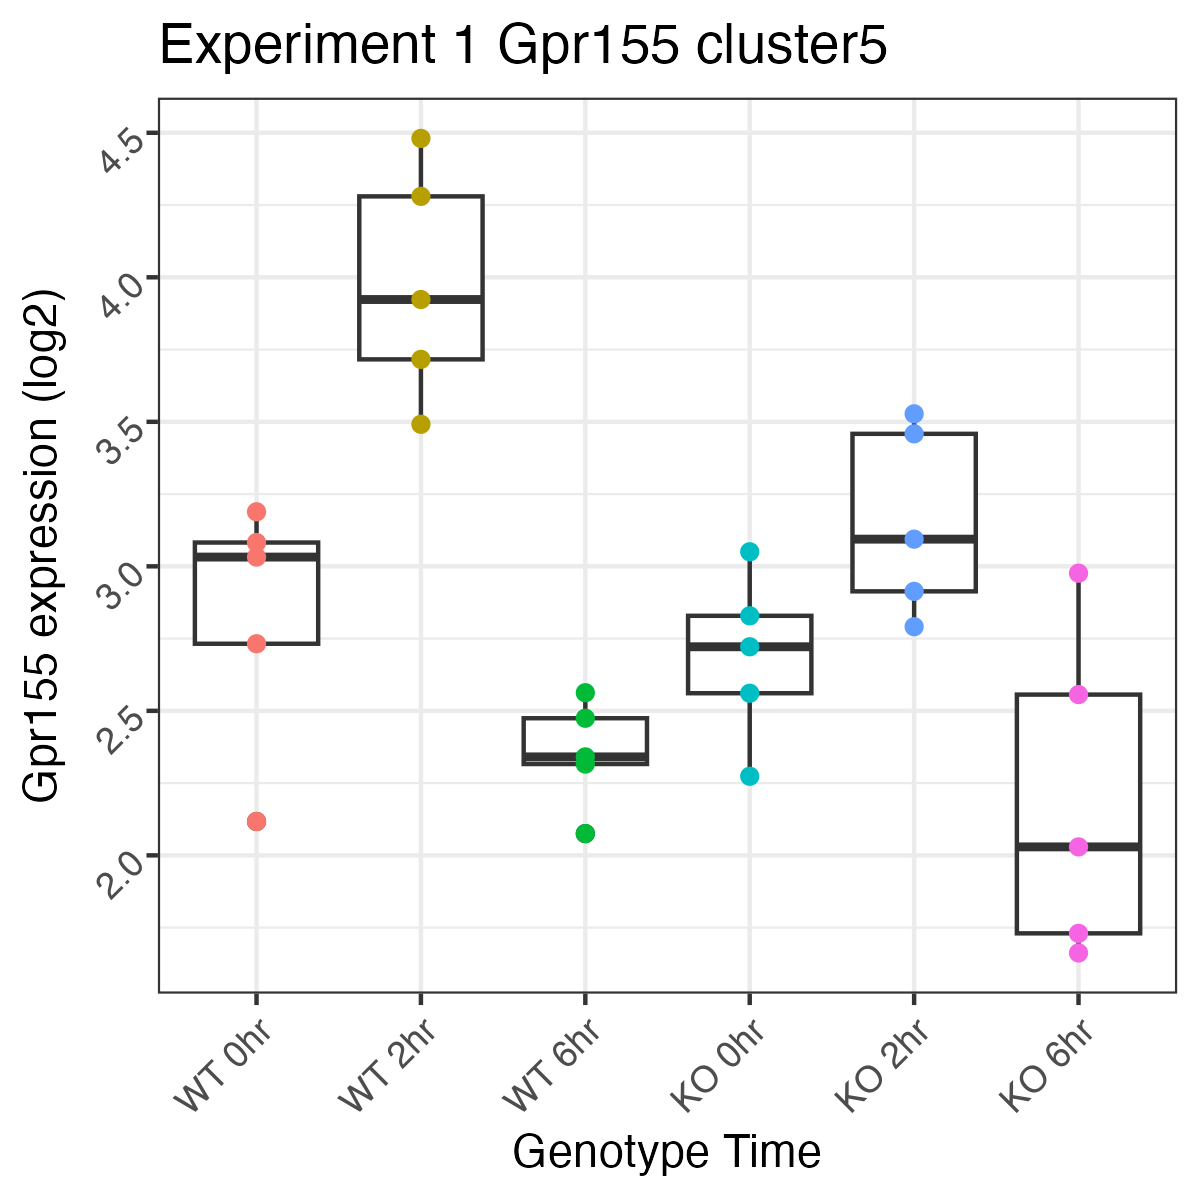 Experiment 1 Gpr155 cluster5
Gpr155 expression (log2)
4.5
4.0
3.5
3.0
2.5
2.0
WT 0hr
WT 2hr
WT 6hr
KO 0hr
KO 2hr
KO 6hr
Genotype Time